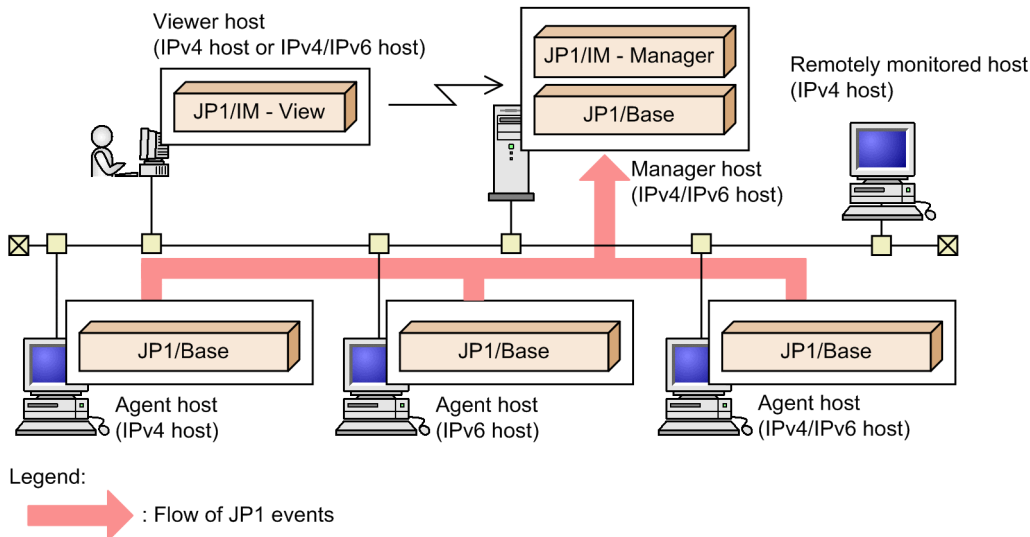 Viewer host
(IPv4 host or IPv4/IPv6 host)
JP1/IM - View
JP1/IM - Manager
JP1/Base
Manager host
(IPv4/IPv6 host)
Remotely monitored host
(IPv4 host)
JP1/Base
Agent host
(IPv4 host)
JP1/Base
Agent host
(IPv6 host)
JP1/Base
Agent host
(IPv4/IPv6 host)
Legend:
: Flow of JP1 events